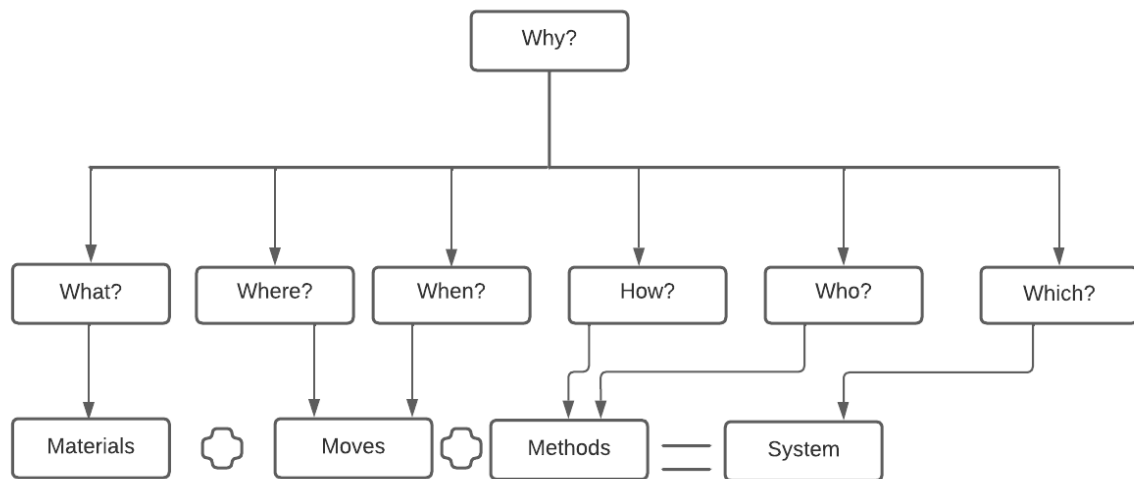 Why?
What?
Where?
When?
How?
Who?
Which?
Materials
Moves
Methods
System